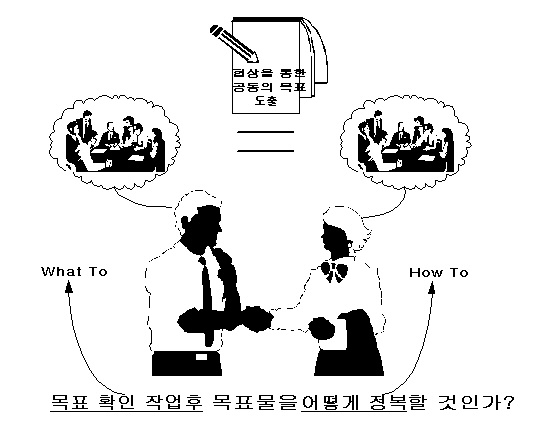 협상을 통한
공동의 목표
도출
What To
How To
목표 확인 작업후 목표물을 어떻게 정복할 것인가?